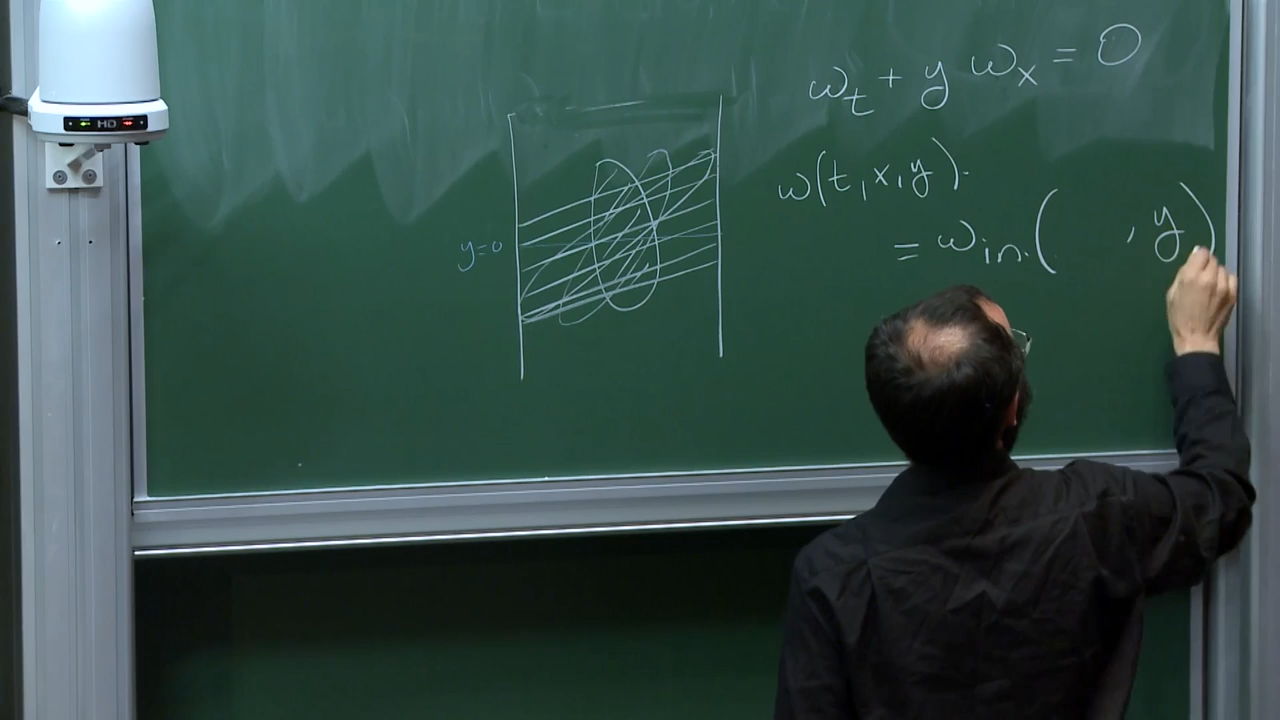 HD
ω_t + y ω_x = 0
ω(t, x, y).
= ω_in.(    , y)
y=0